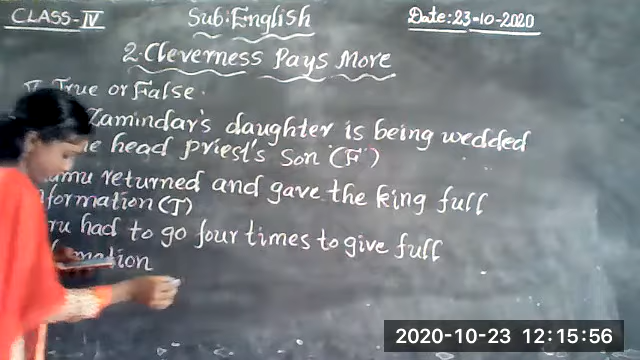 CLASS-IV
Sub:English
Date:23-10-2020
2.Cleverness Pays More
True or False.
Zamindar's daughter is being wedded
head priest's son (F)
returned and gave the king full
(T)
had to go four times to give full
2020-10-23 12:15:56